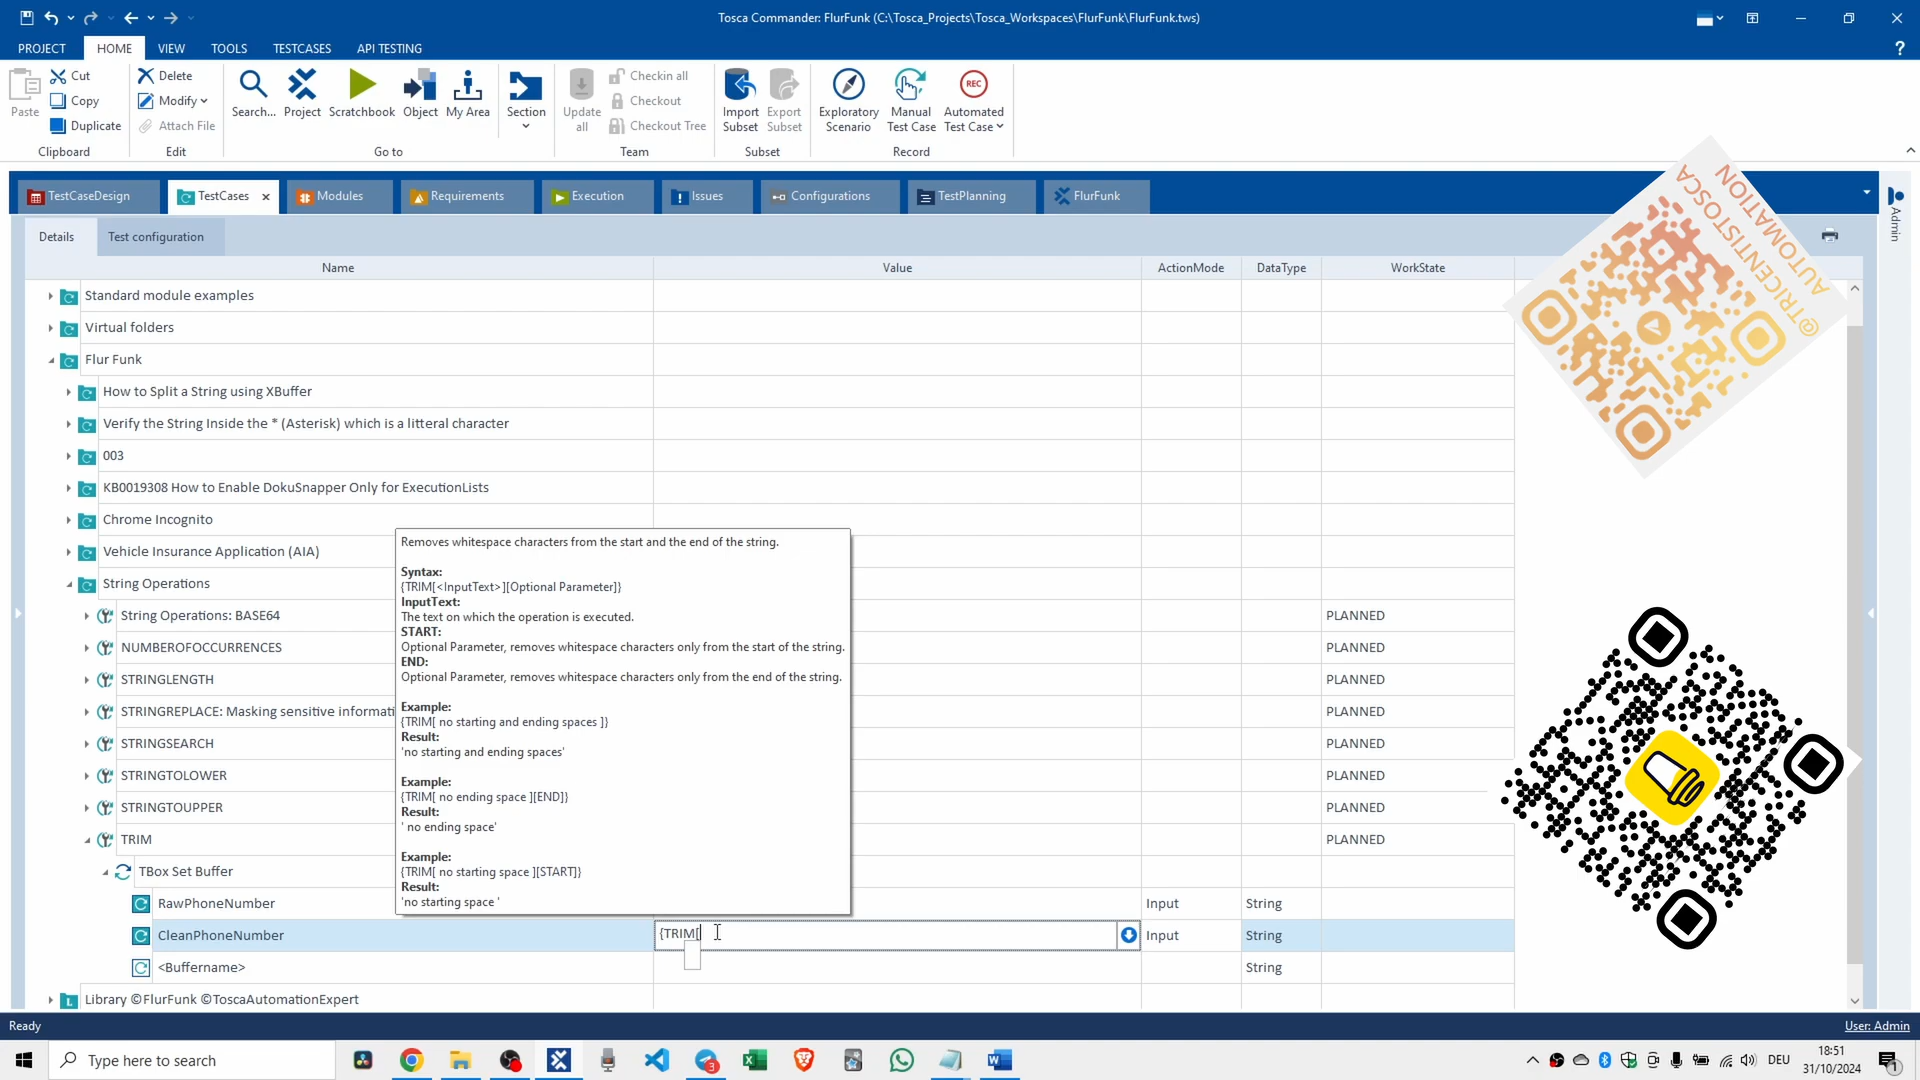 Tosca Commander: FlurFunk (C:\Tosca_Projects\Tosca_Workspaces\FlurFunk\FlurFunk.tws)
PROJECT HOME VIEW TOOLS TESTCASES API TESTING
Paste
Cut
Copy
Duplicate
Clipboard
Delete
Modify
Attach File
Edit
Search...
Project
Scratchbook
Object
My Area
Go to
Section
Update all
Checkin all
Checkout
Checkout Tree
Team
Import Subset
Export Subset
Subset
Exploratory Scenario
Manual Test Case
REC
Automated Test Case
Record
TestCaseDesign TestCases Modules Requirements Execution Issues Configurations TestPlanning FlurFunk
Admin
Details Test configuration
Name Value ActionMode DataType WorkState
Standard module examples
Virtual folders
Flur Funk
How to Split a String using XBuffer
Verify the String Inside the * (Asterisk) which is a litteral character
003
KB0019308 How to Enable DokuSnapper Only for ExecutionLists
Chrome Incognito
Vehicle Insurance Application (AIA)
String Operations
String Operations: BASE64 PLANNED
NUMBEROFOCCURRENCES PLANNED
STRINGLENGTH PLANNED
STRINGREPLACE: Masking sensitive informati PLANNED
STRINGSEARCH PLANNED
STRINGTOLOWER PLANNED
STRINGTOUPPER PLANNED
TRIM PLANNED
TBox Set Buffer
RawPhoneNumber Input String
CleanPhoneNumber {TRIM[ Input String
<Buffername> String
Library ©FlurFunk ©ToscaAutomationExpert
Removes whitespace characters from the start and the end of the string.
Syntax:
{TRIM[<InputText>][Optional Parameter]}
InputText:
The text on which the operation is executed.
START:
Optional Parameter, removes whitespace characters only from the start of the string.
END:
Optional Parameter, removes whitespace characters only from the end of the string.
Example:
{TRIM[ no starting and ending spaces ]}
Result:
'no starting and ending spaces'
Example:
{TRIM[ no ending space ][END]}
Result:
' no ending space'
Example:
{TRIM[ no starting space ][START]}
Result:
'no starting space '
@TRICENTISTOSCA
AUTOMATION
Ready
User: Admin
Type here to search
3
DEU
18:51
31/10/2024
1